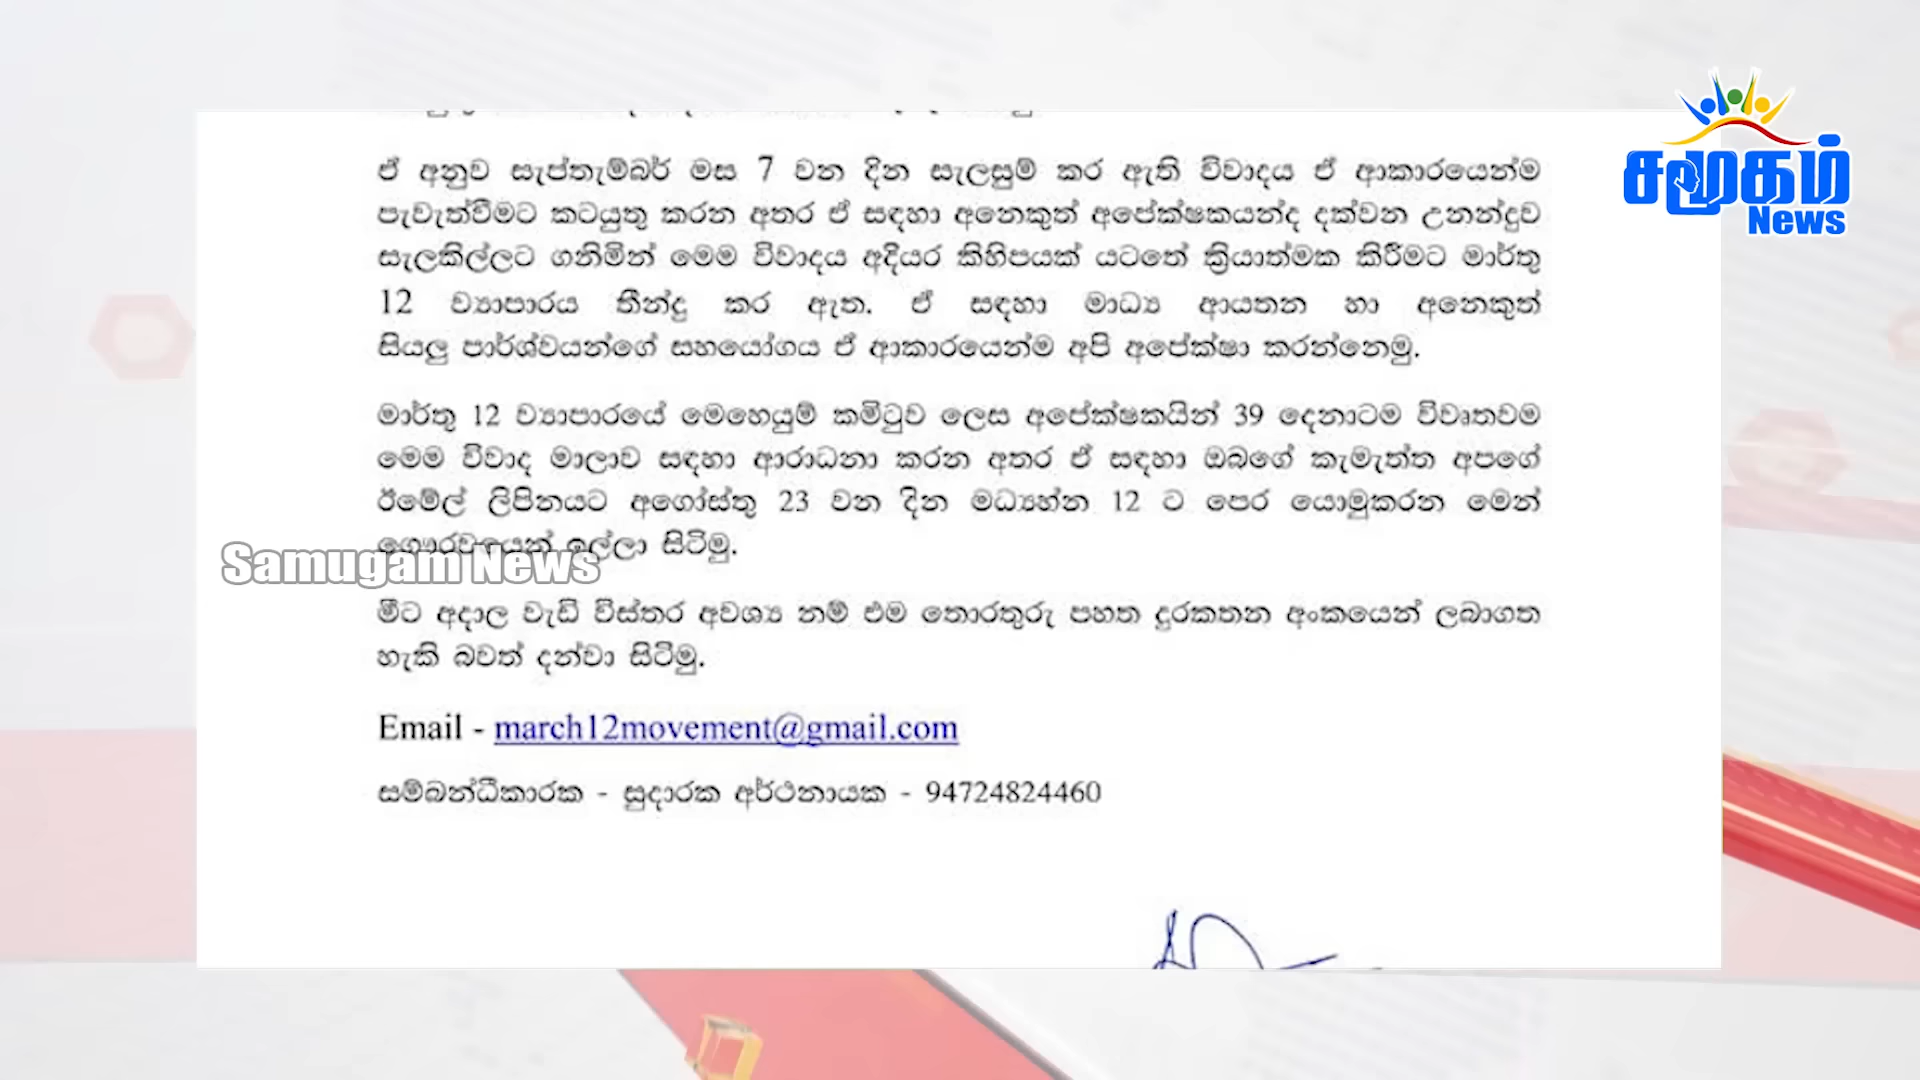 ඒ අනුව සැප්තැම්බර් මස 7 වන දින සැලසුම් කර ඇති විවාදය ඒ ආකාරයෙන්ම
පැවැත්වීමට කටයුතු කරන අතර ඒ සඳහා අනෙකුත් අපේක්ෂකයන්ද දක්වන උනන්දුව
සැලකිල්ලට ගනිමින් මෙම විවාදය අදියර කිහිපයක් යටතේ ක්‍රියාත්මක කිරීමට මාර්තු
12 ව්‍යාපාරය තීන්දු කර ඇත. ඒ සඳහා මාධ්‍ය ආයතන හා අනෙකුත්
සියලු පාර්ශ්වයන්ගේ සහයෝගය ඒ ආකාරයෙන්ම අපි අපේක්ෂා කරන්නෙමු.
මාර්තු 12 ව්‍යාපාරයේ මෙහෙයුම් කමිටුව ලෙස අපේක්ෂකයින් 39 දෙනාටම විවෘතවම
මෙම විවාද මාලාව සඳහා ආරාධනා කරන අතර ඒ සඳහා ඔබගේ කැමැත්ත අපගේ
ඊමේල් ලිපිනයට අගෝස්තු 23 වන දින මධ්‍යහ්න 12 ට පෙර යොමුකරන මෙන්
ගෞරවයෙන් ඉල්ලා සිටිමු.
මීට අදාල වැඩි විස්තර අවශ්‍ය නම් එම තොරතුරු පහත දුරකතන අංකයෙන් ලබාගත
හැකි බවත් දන්වා සිටිමු.
Email - march12movement@gmail.com
සම්බන්ධීකාරක - සුදාරක අර්ථනායක - 94724824460
Samugam News
சமூகம்
News